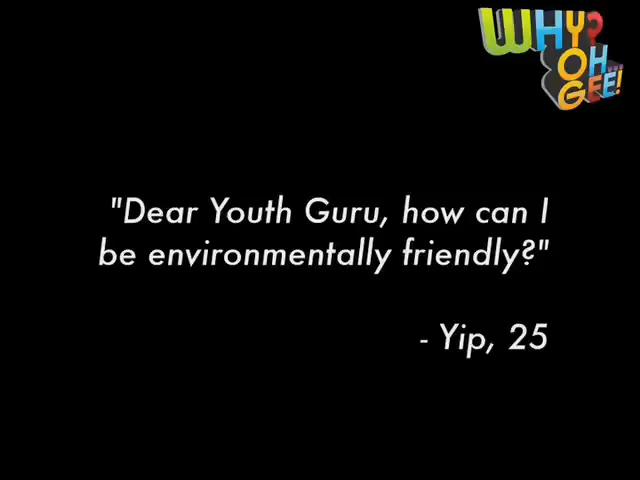 WHY?
OH...
GEE!
"Dear Youth Guru, how can I
be environmentally friendly?"
- Yip, 25